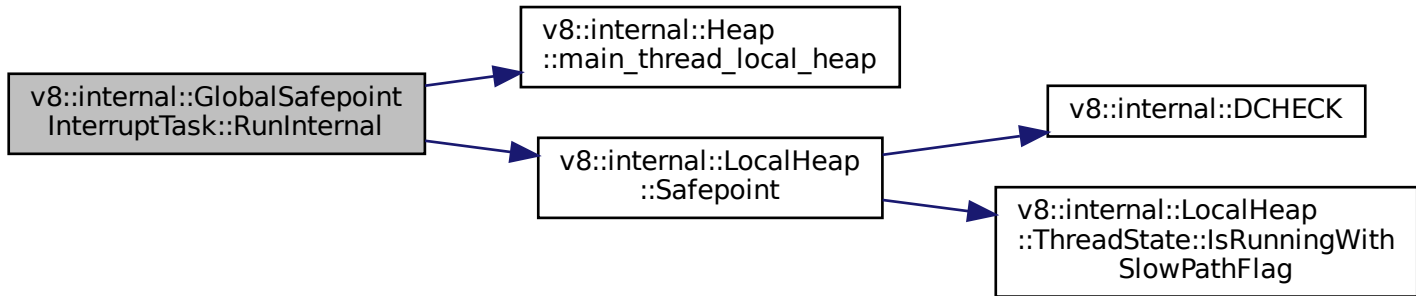 v8::internal::GlobalSafepoint
InterruptTask::RunInternal
v8::internal::Heap
::main_thread_local_heap
v8::internal::LocalHeap
::Safepoint
v8::internal::DCHECK
v8::internal::LocalHeap
::ThreadState::IsRunningWith
SlowPathFlag